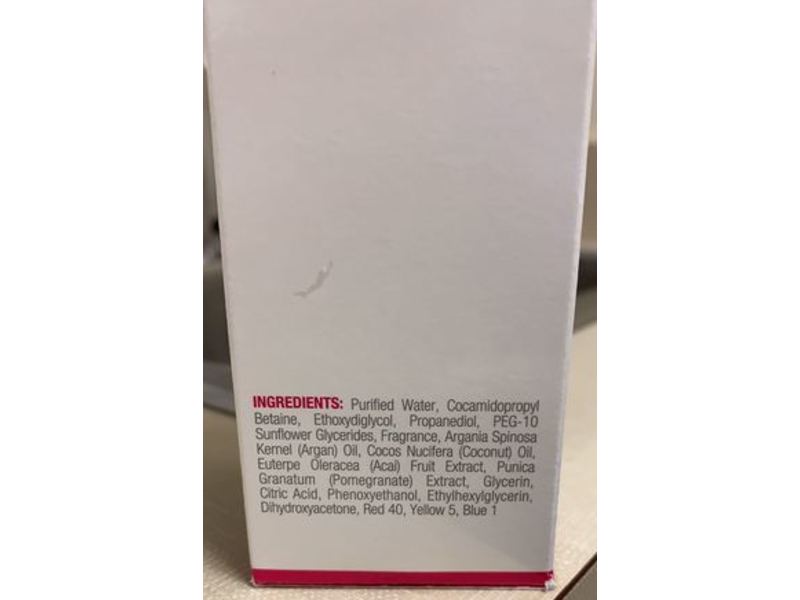 INGREDIENTS: Purified Water, Cocamidopropyl
Betaine, Ethoxydiglycol, Propanediol, PEG-10
Sunflower Glycerides, Fragrance, Argania Spinosa
Kernel (Argan) Oil, Cocos Nucifera (Coconut) Oil,
Euterpe Oleracea (Acai) Fruit Extract, Punica
Granatum (Pomegranate) Extract, Glycerin,
Citric Acid, Phenoxyethanol, Ethylhexylglycerin,
Dihydroxyacetone, Red 40, Yellow 5, Blue 1